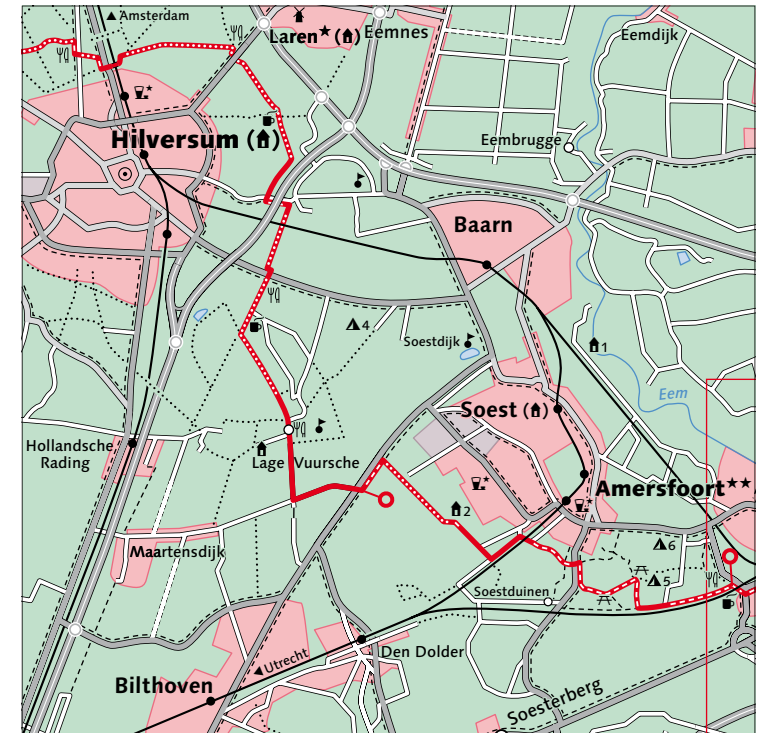 Amsterdam
Laren★ ( )
Eemnes
Eemdijk
Hilversum ( )
Eembrugge
Baarn
4
Soestdijk
1
Eem
Soest ( )
Hollandsche
Rading
Lage Vuursche
Amersfoort★★
2
Maartensdijk
6
5
Soestduinen
Den Dolder
Utrecht
Bilthoven
Soesterberg